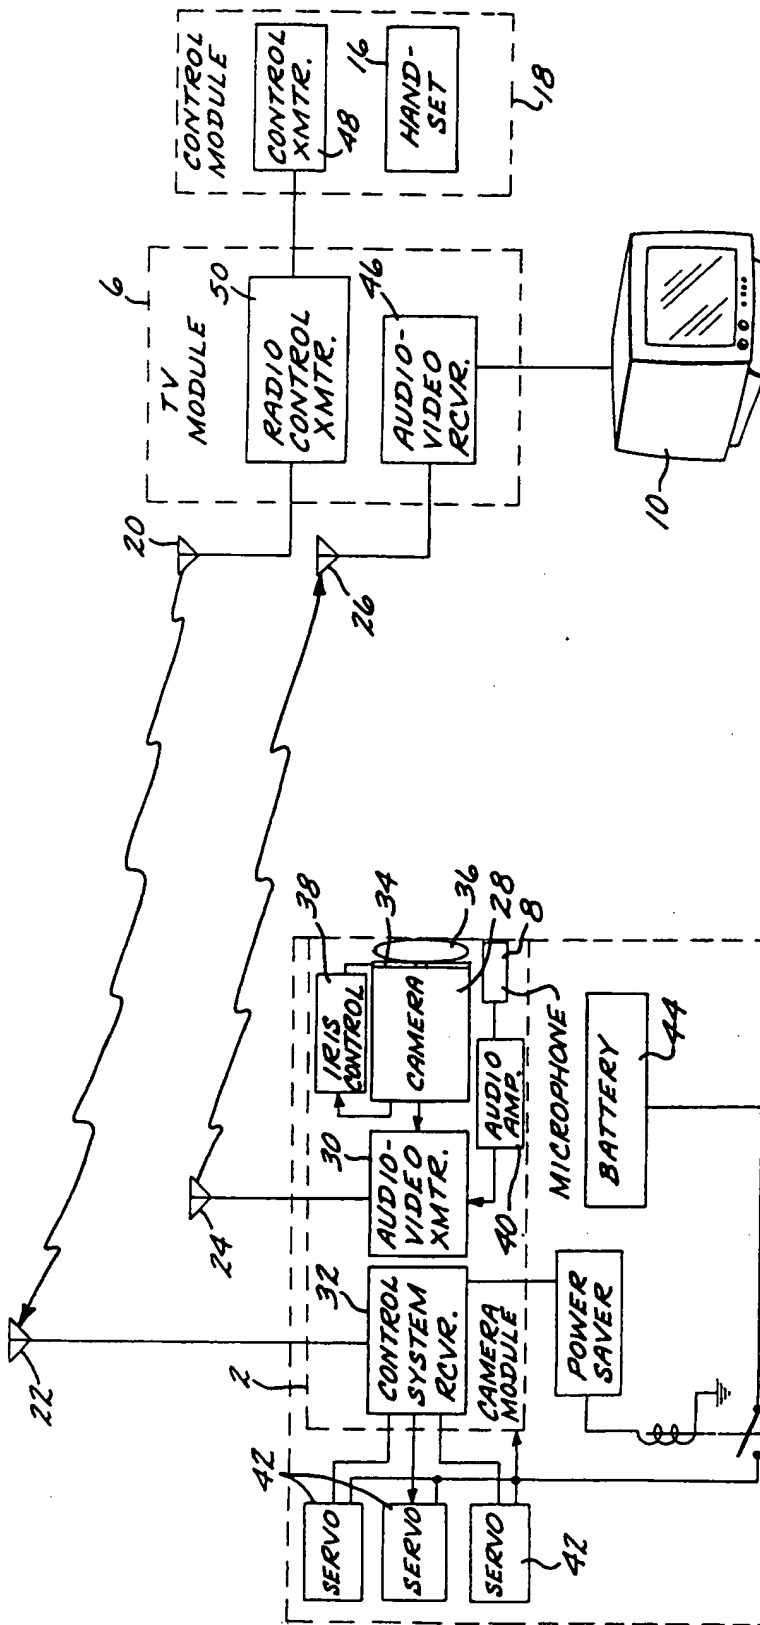 CONTROL
MODULE
CONTROL
XMTR.
48
16
HAND-
SET
18
6
TV
MODULE
50
RADIO
CONTROL
XMTR.
46
AUDIO-
VIDEO
RCVR.
10
20
26
22
24
2
32
CONTROL
SYSTEM
RCVR.
30
AUDIO-
VIDEO
XMTR.
38
IRIS
CONTROL
34
CAMERA
36
28
8
MICROPHONE
AUDIO
AMP.
40
CAMERA
MODULE
42
SERVO
SERVO
SERVO
42
POWER
SAVER
BATTERY
44